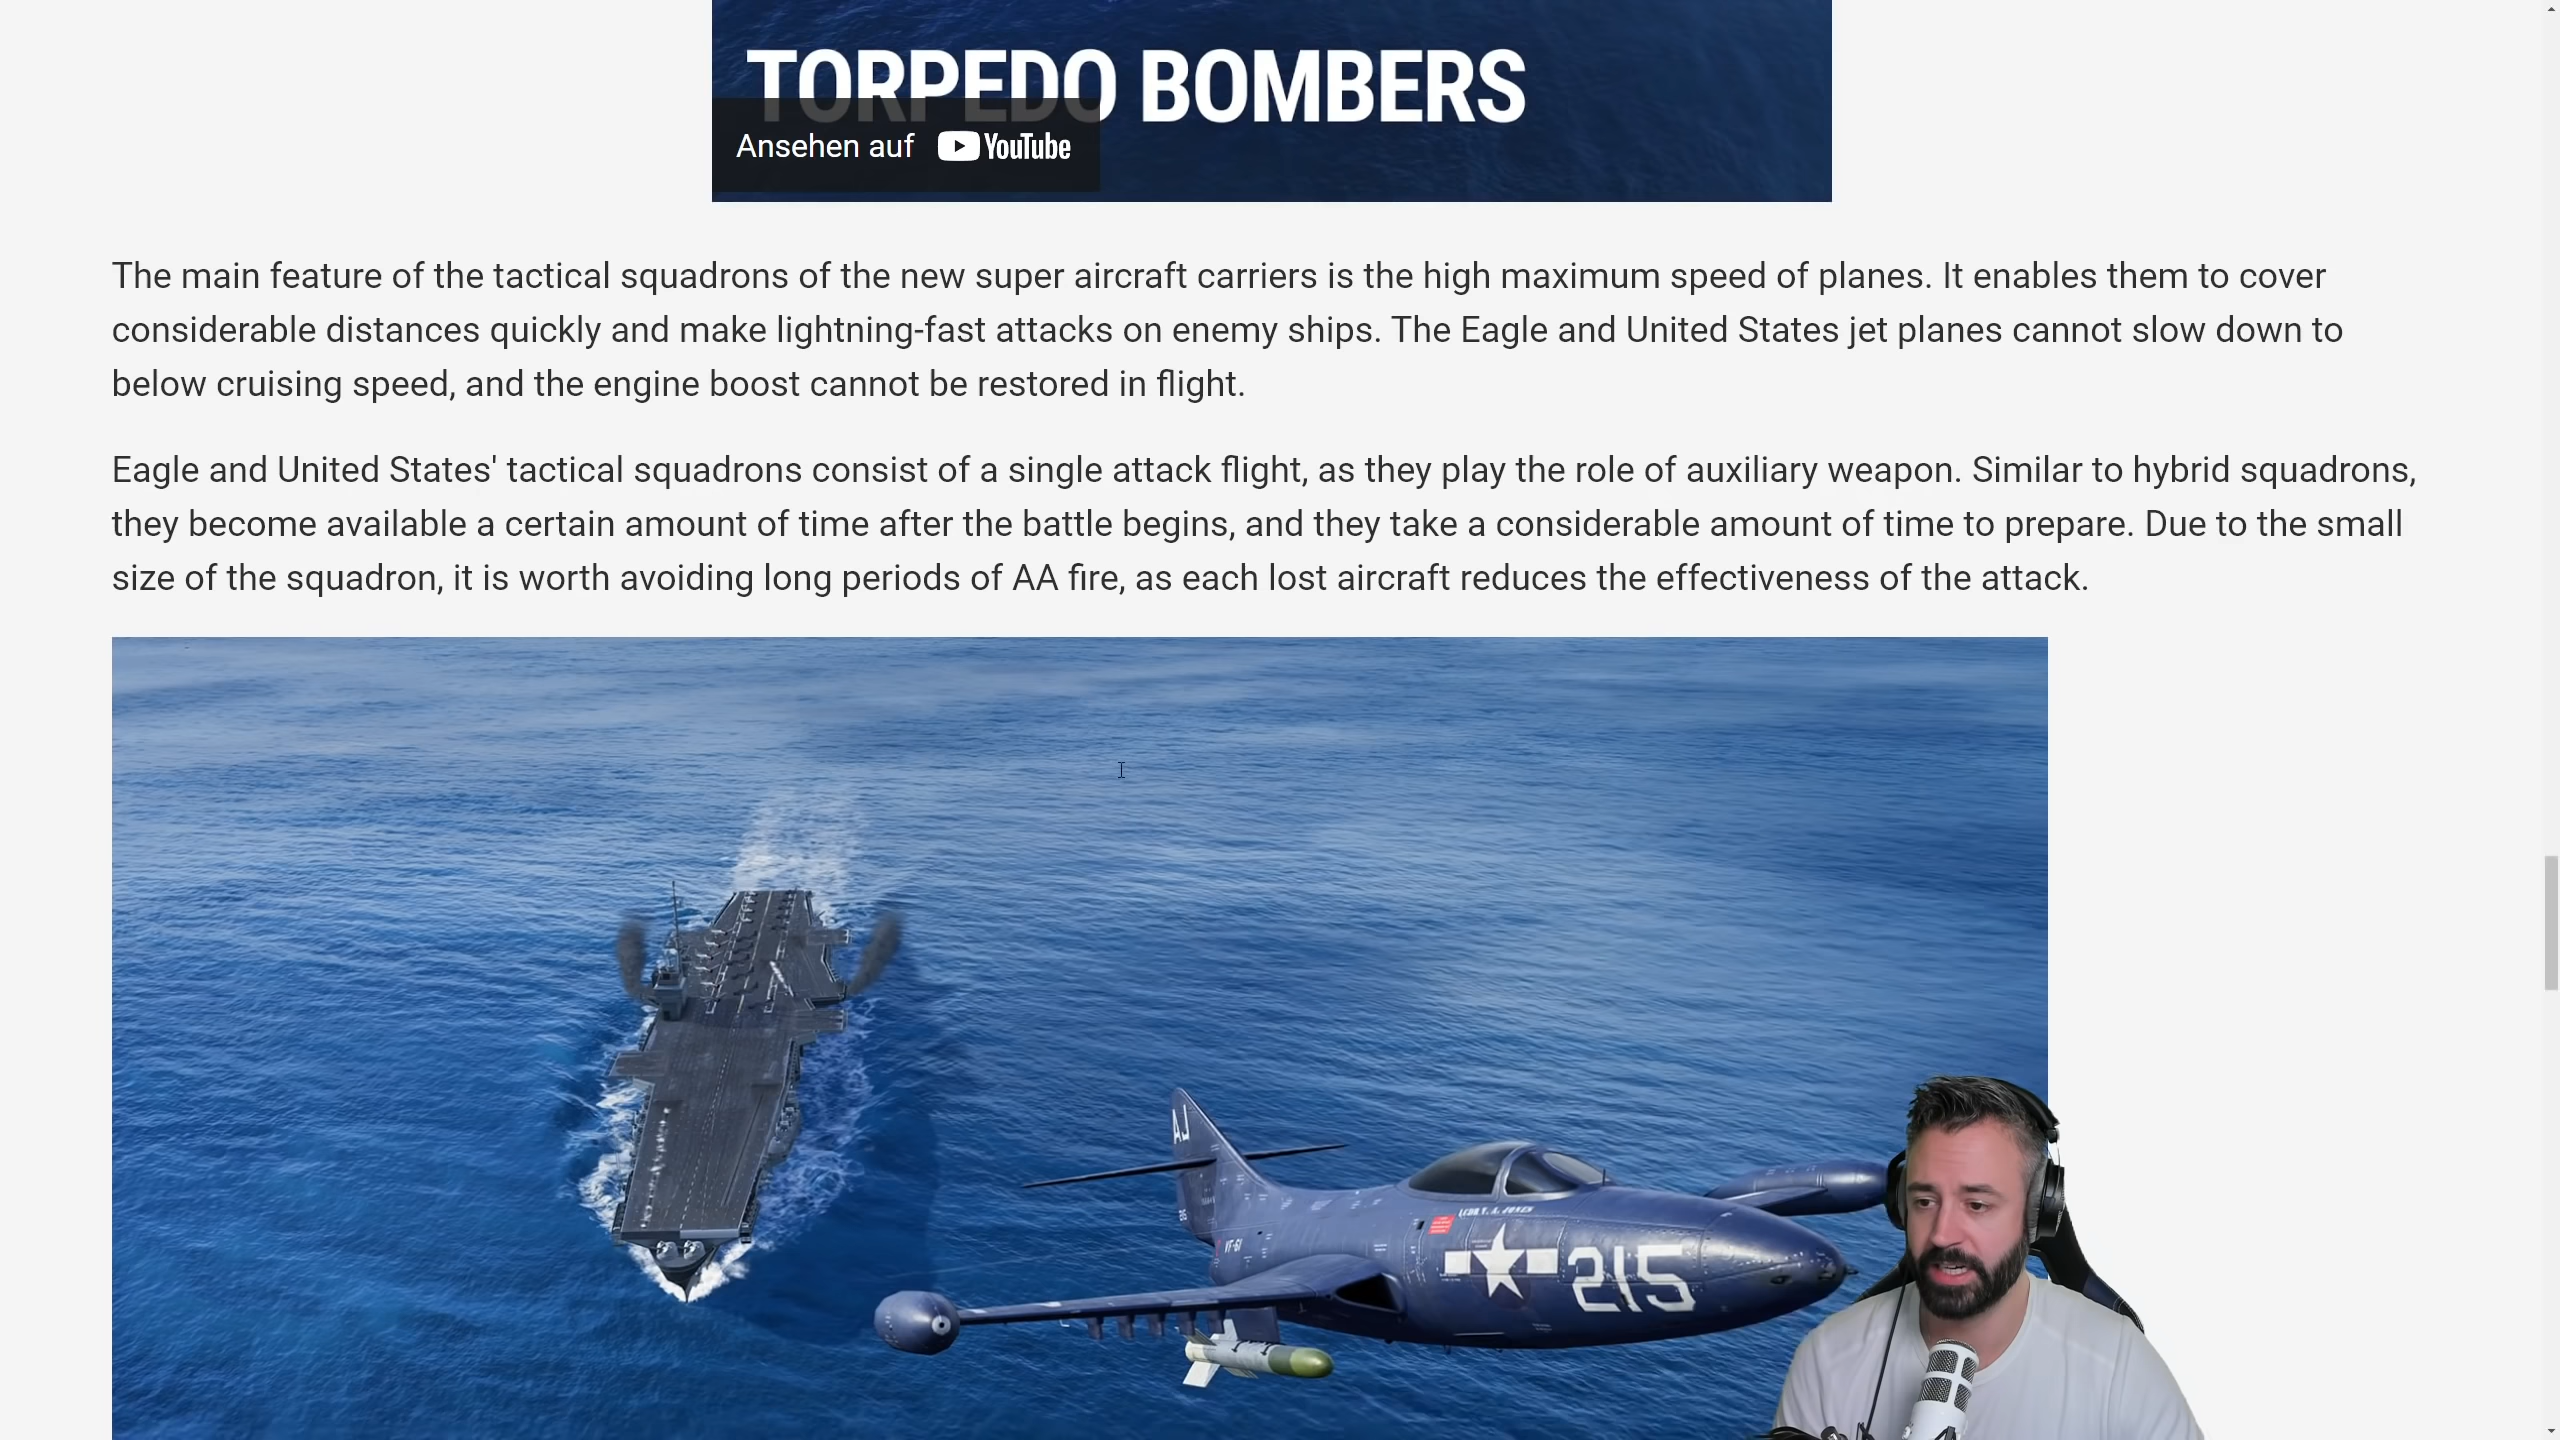 TORPEDO BOMBERS
Ansehen auf YouTube
The main feature of the tactical squadrons of the new super aircraft carriers is the high maximum speed of planes. It enables them to cover
considerable distances quickly and make lightning-fast attacks on enemy ships. The Eagle and United States jet planes cannot slow down to
below cruising speed, and the engine boost cannot be restored in flight.
Eagle and United States' tactical squadrons consist of a single attack flight, as they play the role of auxiliary weapon. Similar to hybrid squadrons,
they become available a certain amount of time after the battle begins, and they take a considerable amount of time to prepare. Due to the small
size of the squadron, it is worth avoiding long periods of AA fire, as each lost aircraft reduces the effectiveness of the attack.
AJ
VF-61
215